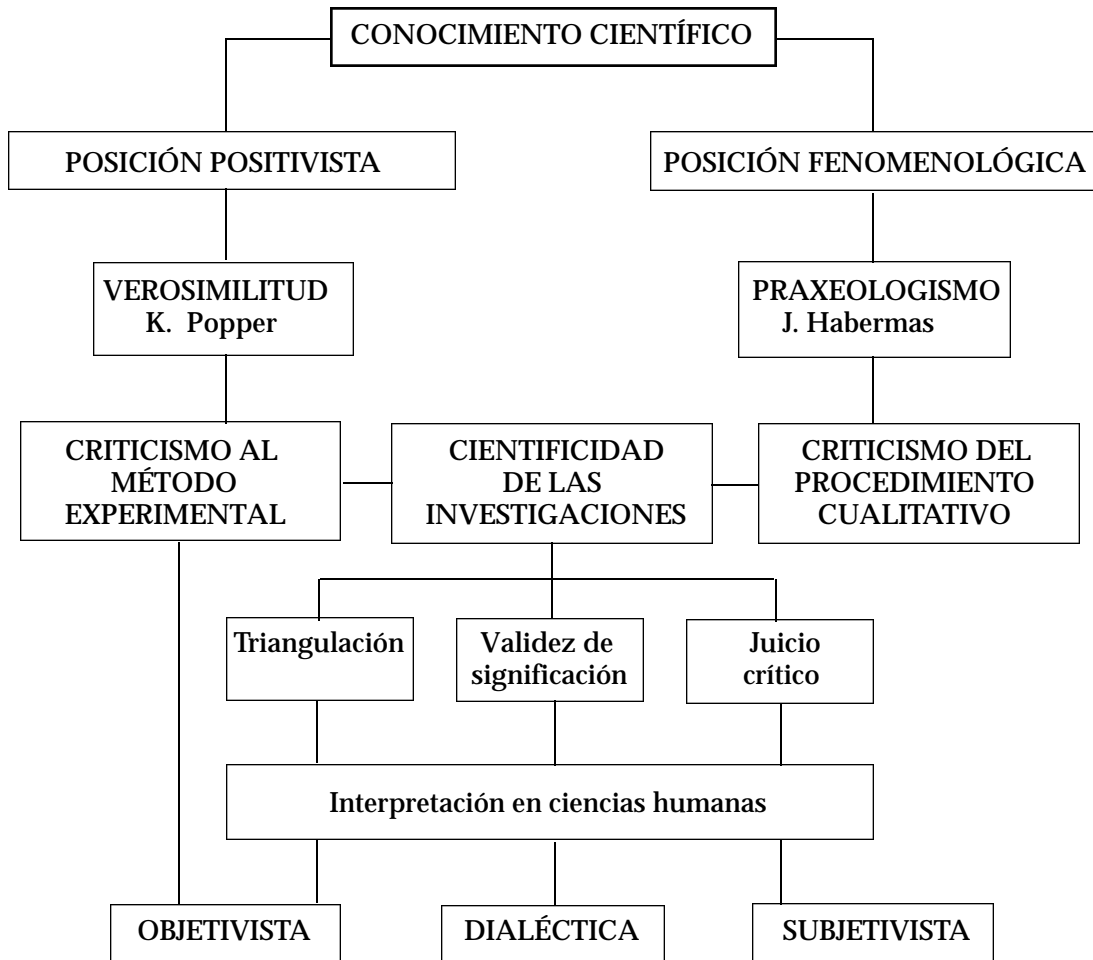 CONOCIMIENTO CIENTÍFICO
POSICIÓN POSITIVISTA
POSICIÓN FENOMENOLÓGICA
VEROSIMILITUD
K. Popper
PRAXEOLOGISMO
J. Habermas
CRITICISMO AL
MÉTODO
EXPERIMENTAL
CIENTIFICIDAD
DE LAS
INVESTIGACIONES
CRITICISMO DEL
PROCEDIMIENTO
CUALITATIVO
Triangulación
Validez de
significación
Juicio
crítico
Interpretación en ciencias humanas
OBJETIVISTA
DIALÉCTICA
SUBJETIVISTA